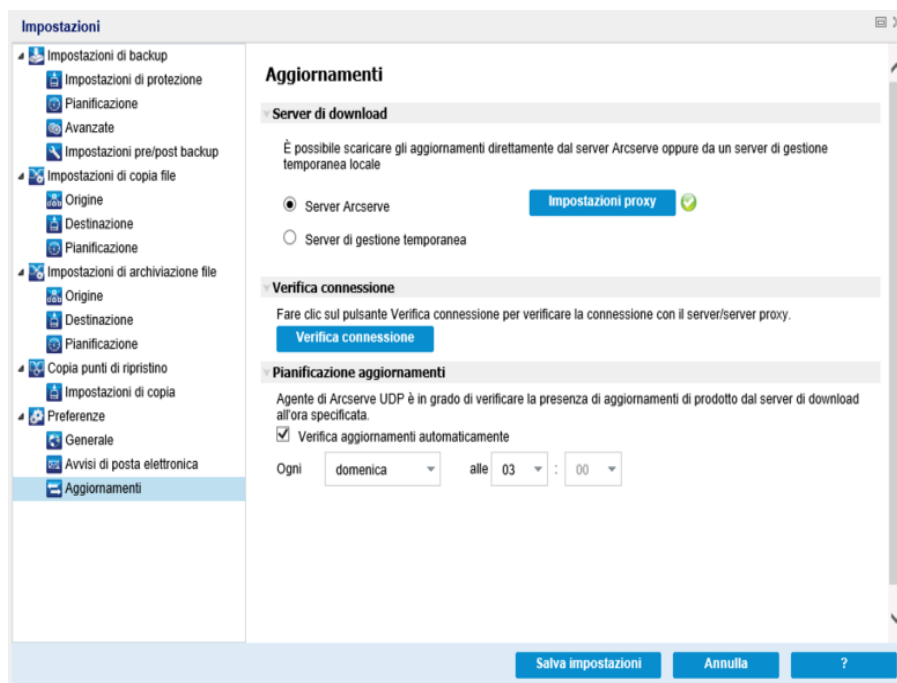 Impostazioni
Impostazioni di backup
Impostazioni di protezione
Pianificazione
Avanzate
Impostazioni pre/post backup
Impostazioni di copia file
Origine
Destinazione
Pianificazione
Impostazioni di archiviazione file
Origine
Destinazione
Pianificazione
Copia punti di ripristino
Impostazioni di copia
Preferenze
Generale
Avvisi di posta elettronica
Aggiornamenti
Aggiornamenti
Server di download
È possibile scaricare gli aggiornamenti direttamente dal server Arcserve oppure da un server di gestione
temporanea locale
Server Arcserve
Impostazioni proxy
Server di gestione temporanea
Verifica connessione
Fare clic sul pulsante Verifica connessione per verificare la connessione con il server/server proxy.
Verifica connessione
Pianificazione aggiornamenti
Agente di Arcserve UDP è in grado di verificare la presenza di aggiornamenti di prodotto dal server di download
all'ora specificata.
Verifica aggiornamenti automaticamente
Ogni domenica alle 03 : 00
Salva impostazioni Annulla ?